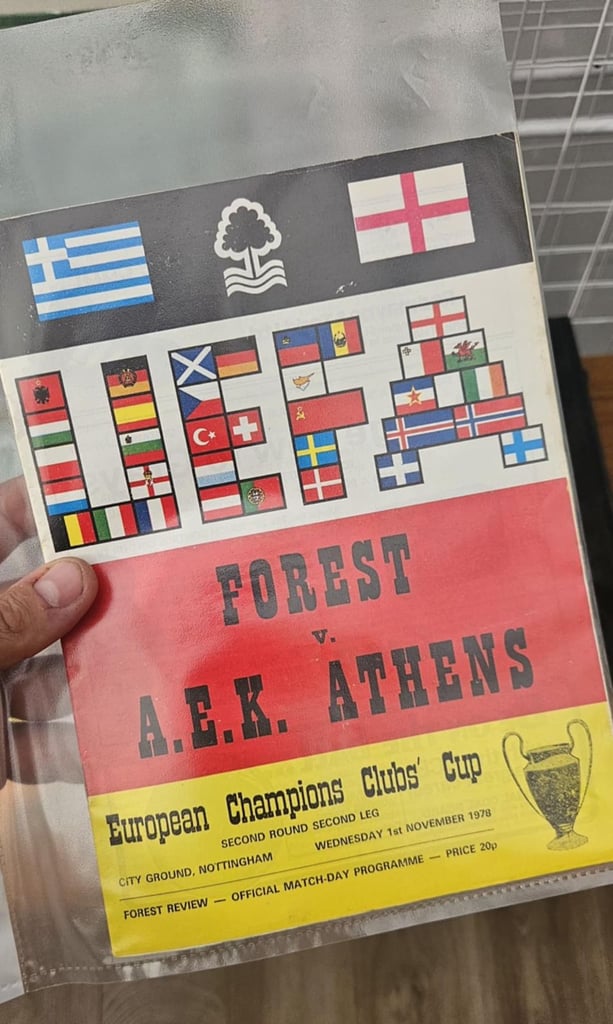 UEFA
FOREST
v.
A.E.K. ATHENS
European Champions Clubs' Cup
SECOND ROUND SECOND LEG
CITY GROUND, NOTTINGHAM WEDNESDAY 1st NOVEMBER 1978
FOREST REVIEW — OFFICIAL MATCH-DAY PROGRAMME — PRICE 20p